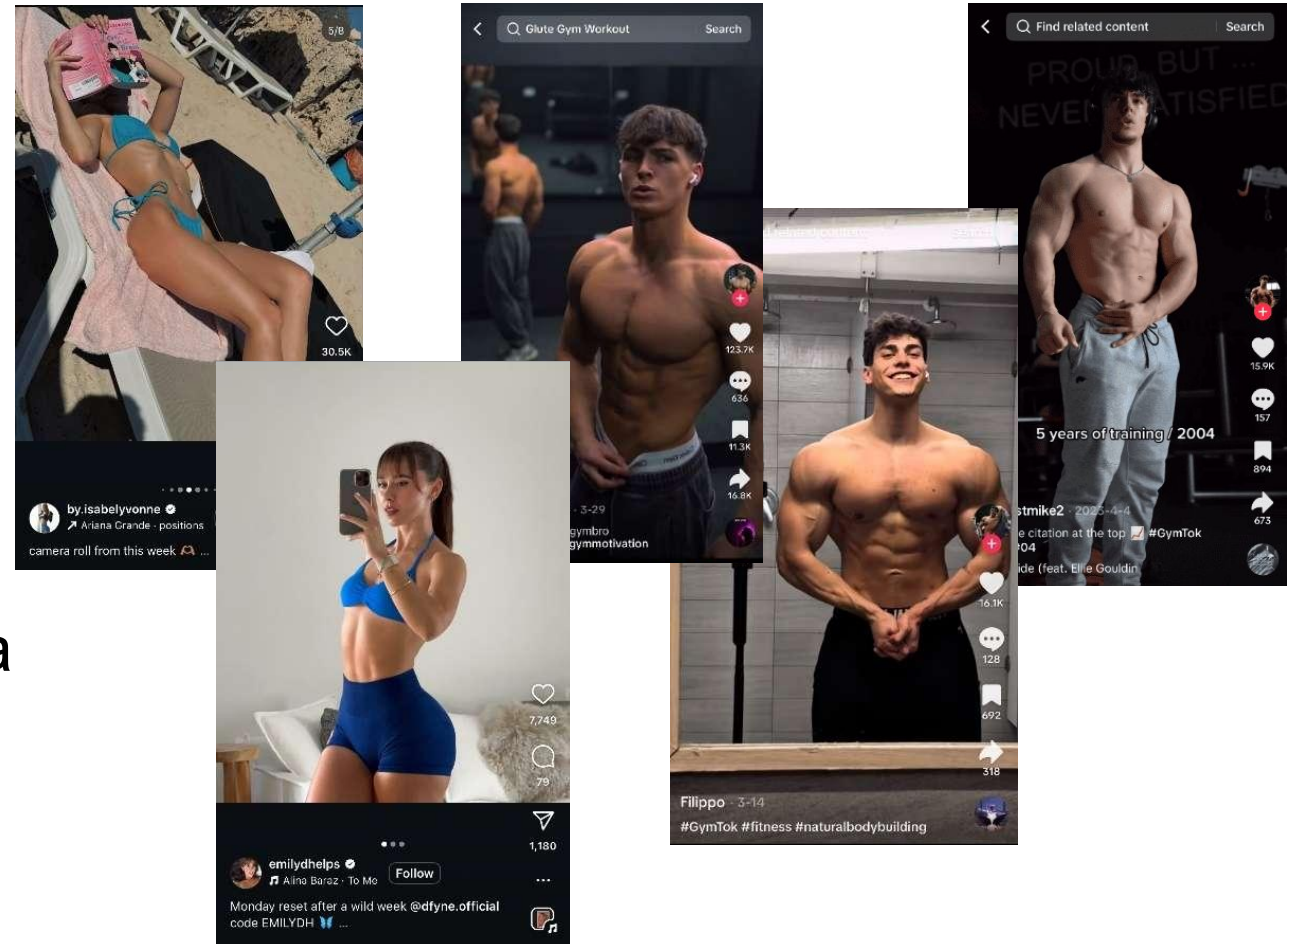 5/8
30.5K
by.isabelyvonne
Ariana Grande · positions
camera roll from this week 🫶🏽 ...
a
7,749
79
1,180
emilydhelps
Alina Baraz · To Me
Follow
Monday reset after a wild week @dfyne.official
code EMILYDH 🦋 ...
Glute Gym Workout
Search
123.7K
636
11.3K
16.8K
· 3-29
gymbro
gymmotivation
16.1K
128
692
318
Filippo · 3-14
#GymTok #fitness #naturalbodybuilding
Find related content
Search
PROUD, BUT ...
NEVER SATISFIED
5 years of training / 2004
15.9K
157
894
673
stmike2 · 2023-4-4
e citation at the top 📈 #GymTok
04
ide (feat. Ellie Gouldin